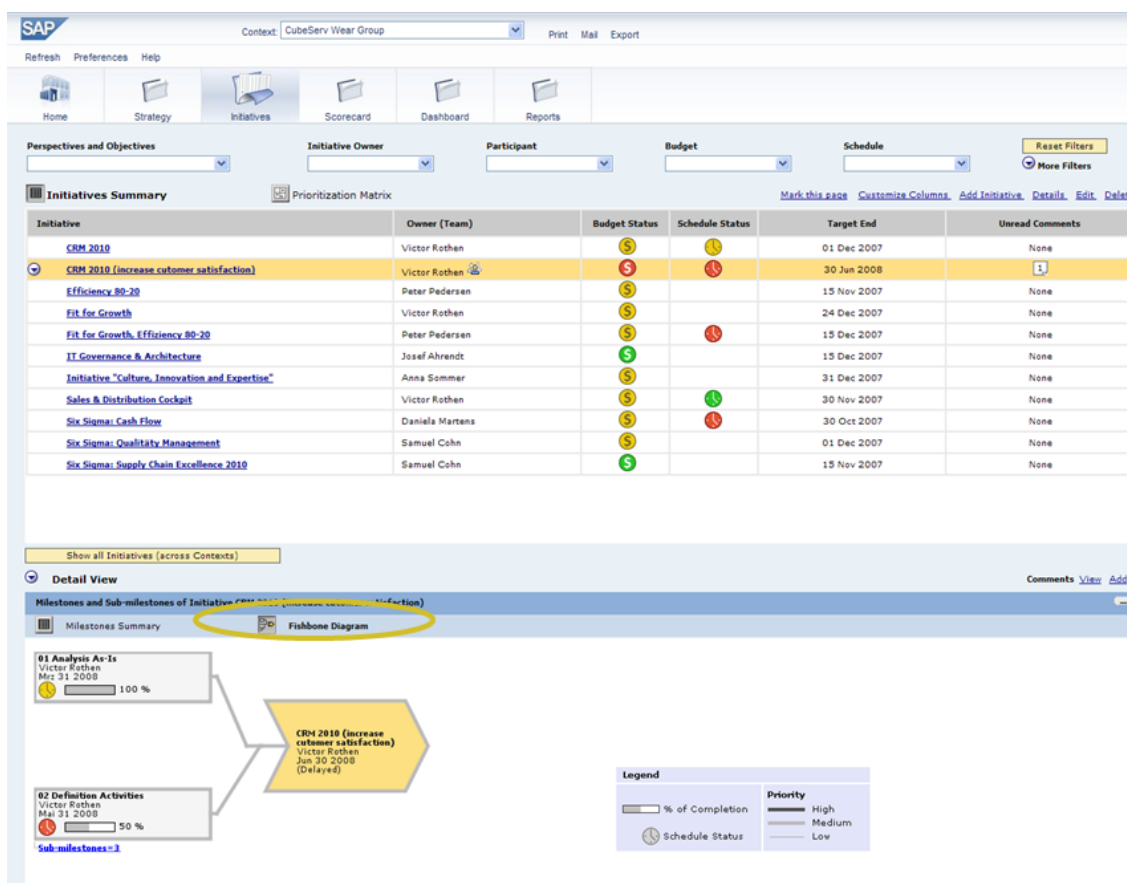 SAP
Context: CubeServ Wear Group Print Mail Export
Refresh Preferences Help
Home Strategy Initiatives Scorecard Dashboard Reports
Perspectives and Objectives Initiative Owner Participant Budget Schedule Reset Filters
More Filters
Initiatives Summary Prioritization Matrix Mark this page Customize Columns Add Initiative Details Edit Delet
Initiative Owner (Team) Budget Status Schedule Status Target End Unread Comments
CRM 2010 Victor Rothen 01 Dec 2007 None
CRM 2010 (increase cutomer satisfaction) Victor Rothen 30 Jun 2008 1
Efficiency 80-20 Peter Pedersen 15 Nov 2007 None
Fit for Growth Victor Rothen 24 Dec 2007 None
Fit for Growth, Effiziency 80-20 Peter Pedersen 15 Dec 2007 None
IT Governance & Architecture Josef Ahrendt 15 Dec 2007 None
Initiative "Culture, Innovation and Expertise" Anna Sommer 31 Dec 2007 None
Sales & Distribution Cockpit Victor Rothen 30 Nov 2007 None
Six Sigma: Cash Flow Daniela Martens 30 Oct 2007 None
Six Sigma: Qualitäty Management Samuel Cohn 01 Dec 2007 None
Six Sigma: Supply Chain Excellence 2010 Samuel Cohn 15 Nov 2007 None
Show all Initiatives (across Contexts)
Detail View Comments View Add
Milestones and Sub-milestones of Initiative CRM 2010 (increase cutomer satisfaction)
Milestones Summary Fishbone Diagram
01 Analysis As-Is
Victor Rothen
Mrz 31 2008
100 %
CRM 2010 (increase
cutomer satisfaction)
Victor Rothen
Jun 30 2008
(Delayed)
02 Definition Activities
Victor Rothen
Mai 31 2008
50 %
Sub-milestones=3
Legend
% of Completion
Schedule Status
Priority
High
Medium
Low